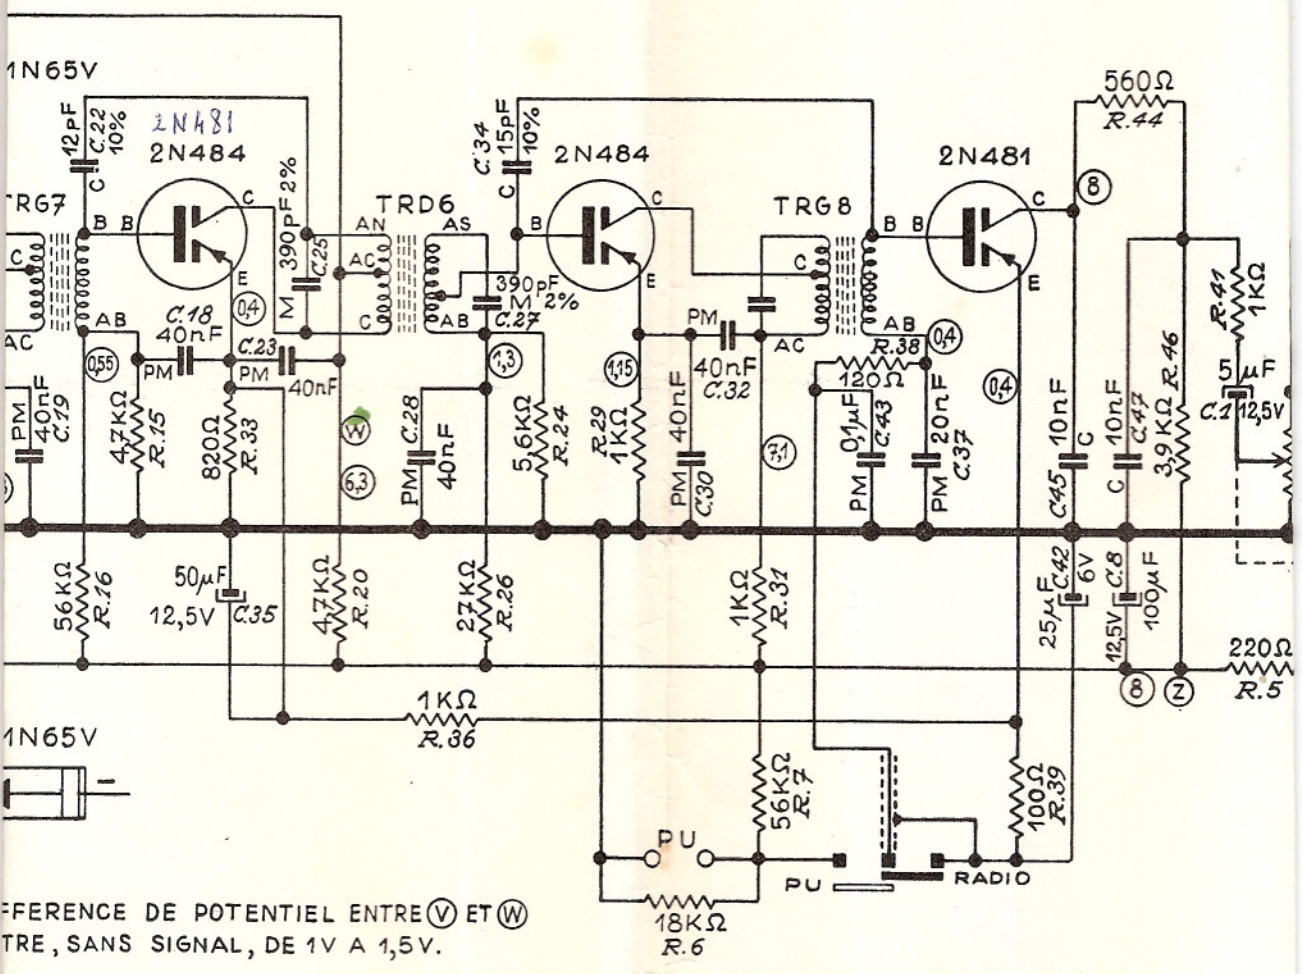 1N65V
12pF
C.22
10%
2N481
2N484
C.34
15pF
10%
2N484
2N481
560Ω
R.44
8
TRG7
C
B
B
C
E
390pF 2%
C.25
M
AN
AC
C
TRD6
AS
AB
390pF
M 2%
C.27
C
B
C
E
TRG8
C
B
B
C
E
R.41
1KΩ
C.18
40nF
0,4
AB
AC
0,55
PM
C.23
PM
40nF
1,3
1,15
PM
40nF
C.32
AC
AB
R.38
120Ω
0,4
0,4
5µF
C.1
12,5V
PM
40nF
C.19
4,7KΩ
R.15
820Ω
R.33
W
6,3
PM
C.28
40nF
5,6KΩ
R.24
R.29
1KΩ
PM
40nF
C.30
7,1
PM
0,1µF
C.43
PM
20nF
C.37
C.45
10nF
C
C
10nF
C.47
3,9KΩ
R.46
56KΩ
R.16
50µF
12,5V
C.35
4,7KΩ
R.20
27KΩ
R.26
1KΩ
R.31
25µF
C.42
6V
12,5V
C.8
100µF
8
Z
220Ω
R.5
1KΩ
R.36
1N65V
–
56KΩ
R.7
100Ω
R.39
PU
PU
RADIO
18KΩ
R.6
FFERENCE DE POTENTIEL ENTRE V ET W
TRE, SANS SIGNAL, DE 1V A 1,5V.